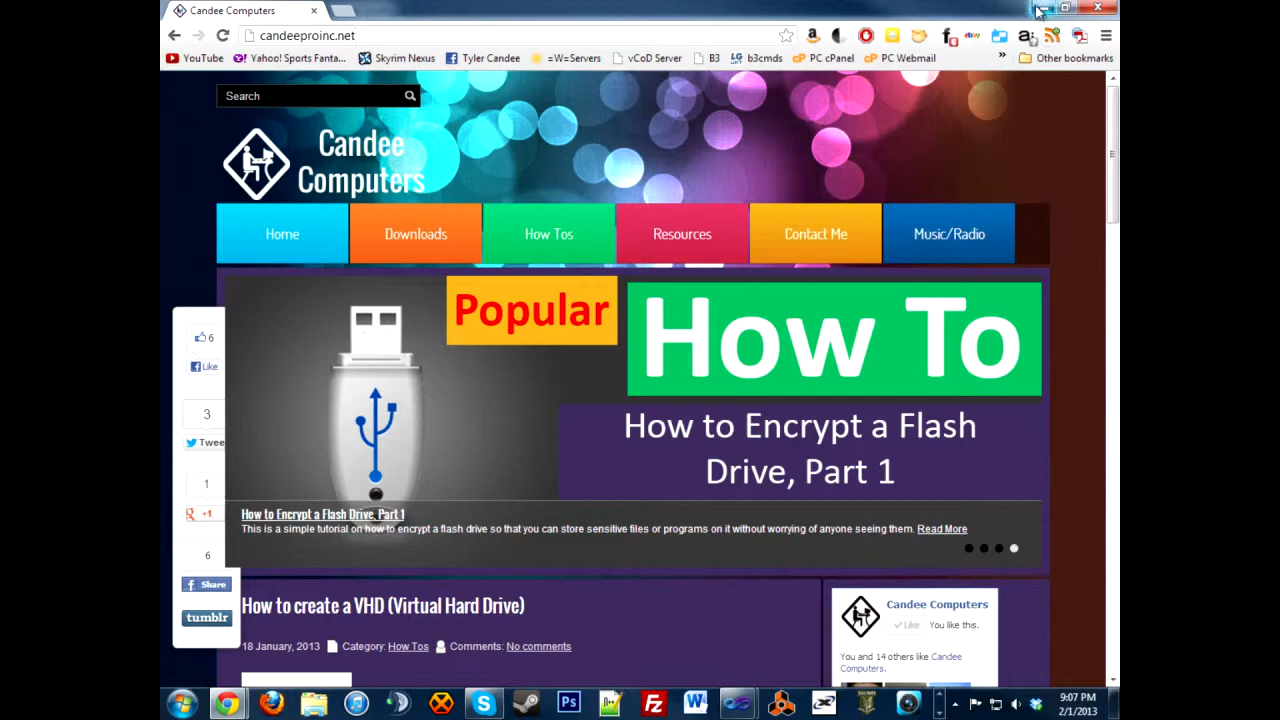 Candee Computers
candeeproinc.net
YouTube Yahoo! Sports Fanta... Skyrim Nexus Tyler Candee =W=Servers vCoD Server B3 b3cmds PC cPanel PC Webmail » Other bookmarks
Search
Candee
Computers
Home Downloads How Tos Resources Contact Me Music/Radio
Popular
How To
How to Encrypt a Flash
Drive, Part 1
6
Like
3
Twee
1
+1
6
Share
tumblr
How to Encrypt a Flash Drive, Part 1
This is a simple tutorial on how to encrypt a flash drive so that you can store sensitive files or programs on it without worrying of anyone seeing them. Read More
How to create a VHD (Virtual Hard Drive)
18 January, 2013 Category: How Tos Comments: No comments
Candee Computers
Like You like this.
You and 14 others like Candee
Computers.
9:07 PM
2/1/2013